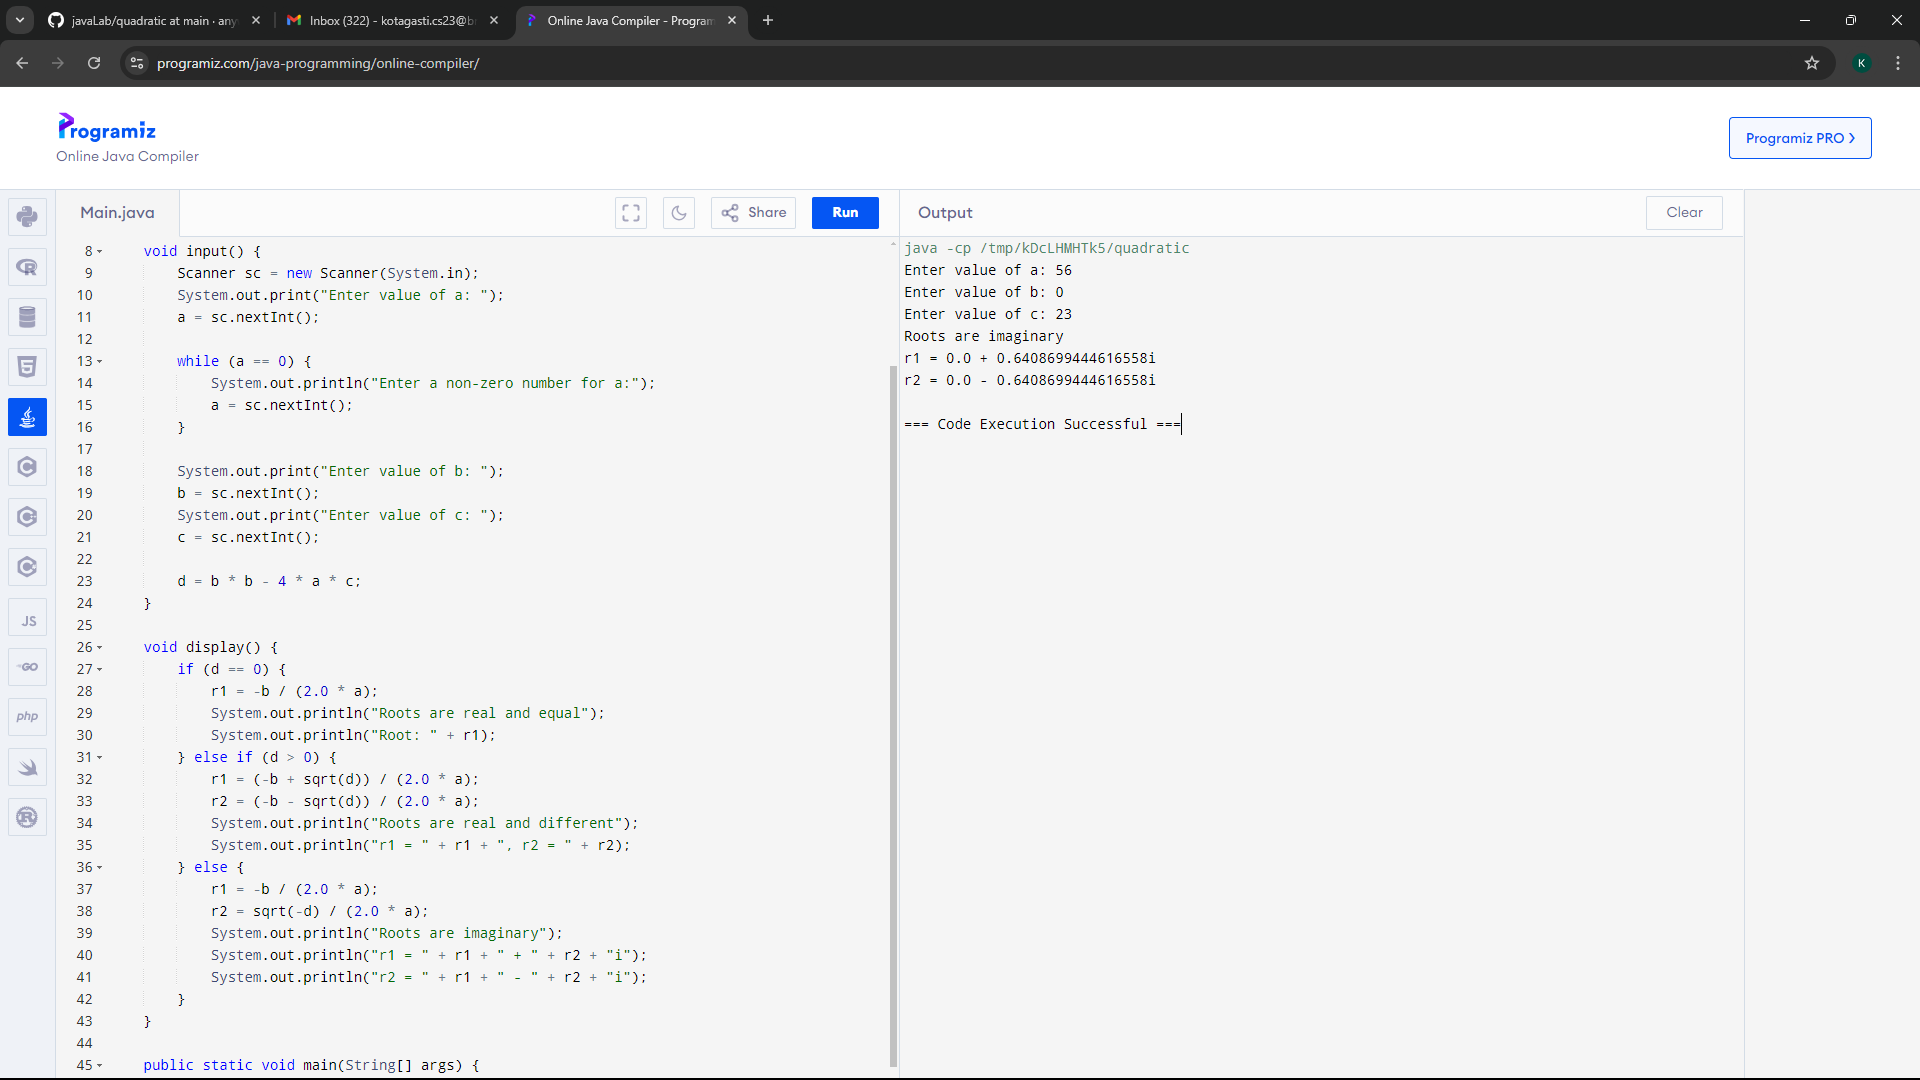 javaLab/quadratic at main · any
Inbox (322) - kotagasti.cs23@b
Online Java Compiler - Program
programiz.com/java-programming/online-compiler/
K
Programiz
Online Java Compiler
Programiz PRO
Main.java
Share
Run
Output
Clear
JS
GO
php
8 void input() {
9 Scanner sc = new Scanner(System.in);
10 System.out.print("Enter value of a: ");
11 a = sc.nextInt();
12
13 while (a == 0) {
14 System.out.println("Enter a non-zero number for a:");
15 a = sc.nextInt();
16 }
17
18 System.out.print("Enter value of b: ");
19 b = sc.nextInt();
20 System.out.print("Enter value of c: ");
21 c = sc.nextInt();
22
23 d = b * b - 4 * a * c;
24 }
25
26 void display() {
27 if (d == 0) {
28 r1 = -b / (2.0 * a);
29 System.out.println("Roots are real and equal");
30 System.out.println("Root: " + r1);
31 } else if (d > 0) {
32 r1 = (-b + sqrt(d)) / (2.0 * a);
33 r2 = (-b - sqrt(d)) / (2.0 * a);
34 System.out.println("Roots are real and different");
35 System.out.println("r1 = " + r1 + ", r2 = " + r2);
36 } else {
37 r1 = -b / (2.0 * a);
38 r2 = sqrt(-d) / (2.0 * a);
39 System.out.println("Roots are imaginary");
40 System.out.println("r1 = " + r1 + " + " + r2 + "i");
41 System.out.println("r2 = " + r1 + " - " + r2 + "i");
42 }
43 }
44
45 public static void main(String[] args) {
java -cp /tmp/kDcLHMHTk5/quadratic
Enter value of a: 56
Enter value of b: 0
Enter value of c: 23
Roots are imaginary
r1 = 0.0 + 0.6408699444616558i
r2 = 0.0 - 0.6408699444616558i
=== Code Execution Successful ===